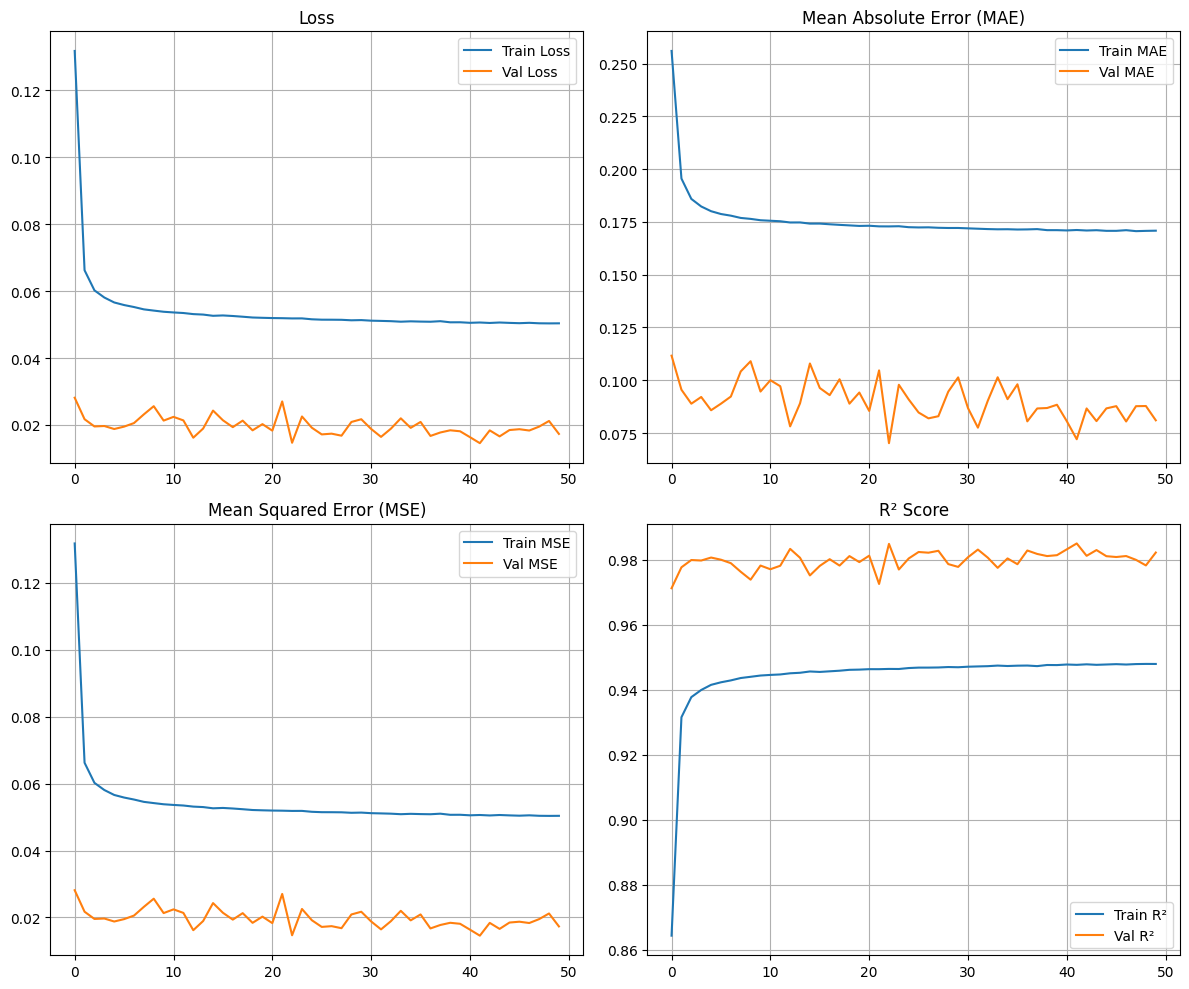 Loss
Train Loss
Val Loss
0.12
0.10
0.08
0.06
0.04
0.02
0 10 20 30 40 50
Mean Absolute Error (MAE)
Train MAE
Val MAE
0.250
0.225
0.200
0.175
0.150
0.125
0.100
0.075
0 10 20 30 40 50
Mean Squared Error (MSE)
Train MSE
Val MSE
0.12
0.10
0.08
0.06
0.04
0.02
0 10 20 30 40 50
R² Score
0.98
0.96
0.94
0.92
0.90
0.88
0.86
Train R²
Val R²
0 10 20 30 40 50